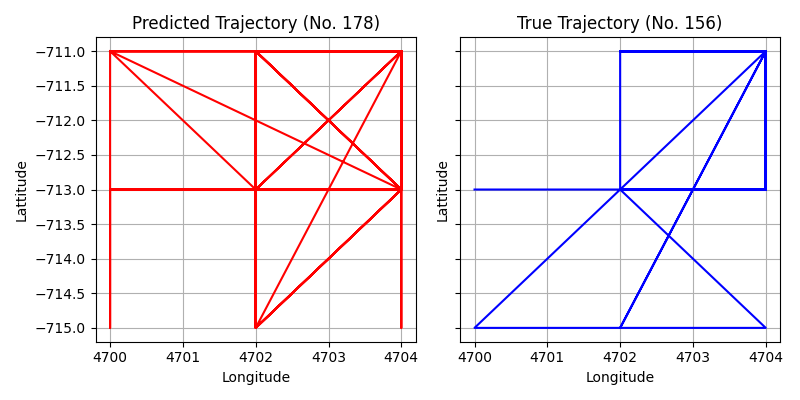 Predicted Trajectory (No. 178)
−711.0
−711.5
−712.0
−712.5
−713.0
−713.5
−714.0
−714.5
−715.0
Lattitude
4700 4701 4702 4703 4704
Longitude
True Trajectory (No. 156)
Lattitude
4700 4701 4702 4703 4704
Longitude